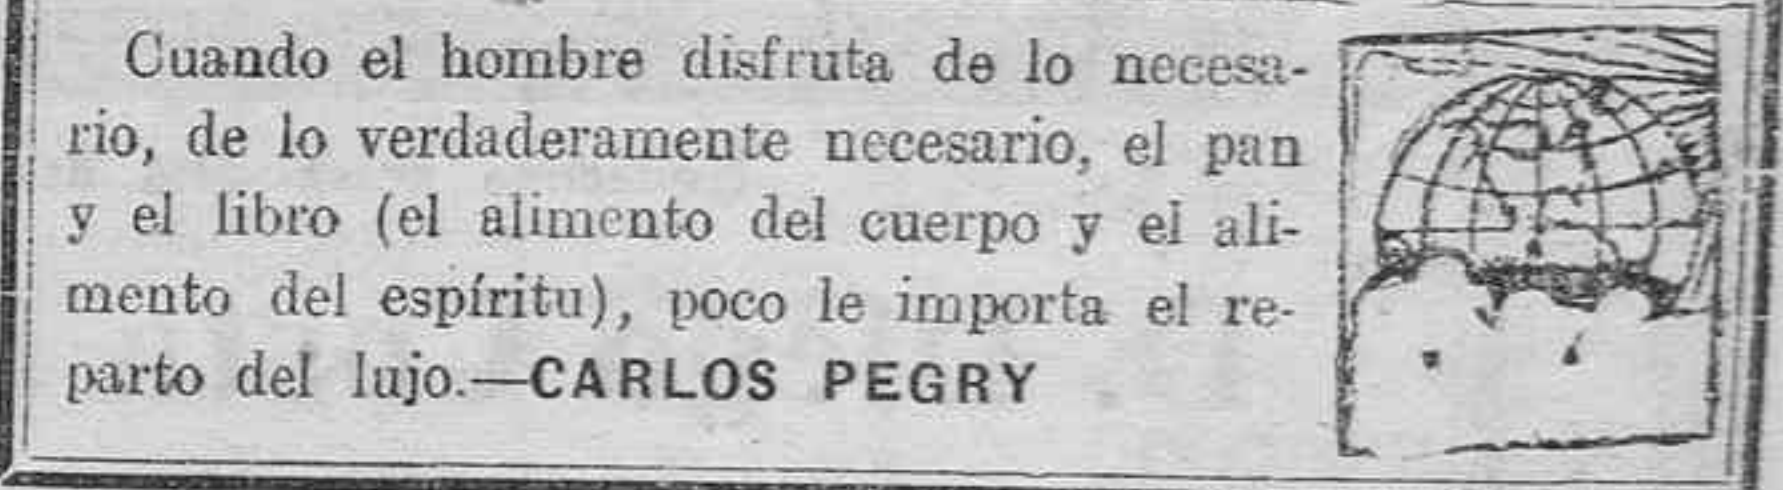 Cuando el hombre disfruta de lo necesa-
rio, de lo verdaderamente necesario, el pan
y el libro (el alimento del cuerpo y el ali-
mento del espíritu), poco le importa el re-
parto del lujo.—CARLOS PEGRY